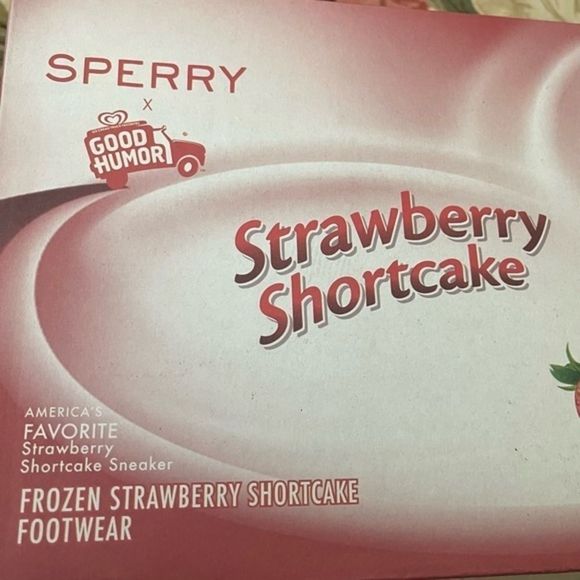 SPERRY
X
GOOD
HUMOR
Strawberry
Shortcake
AMERICA'S
FAVORITE
Strawberry
Shortcake Sneaker
FROZEN STRAWBERRY SHORTCAKE
FOOTWEAR